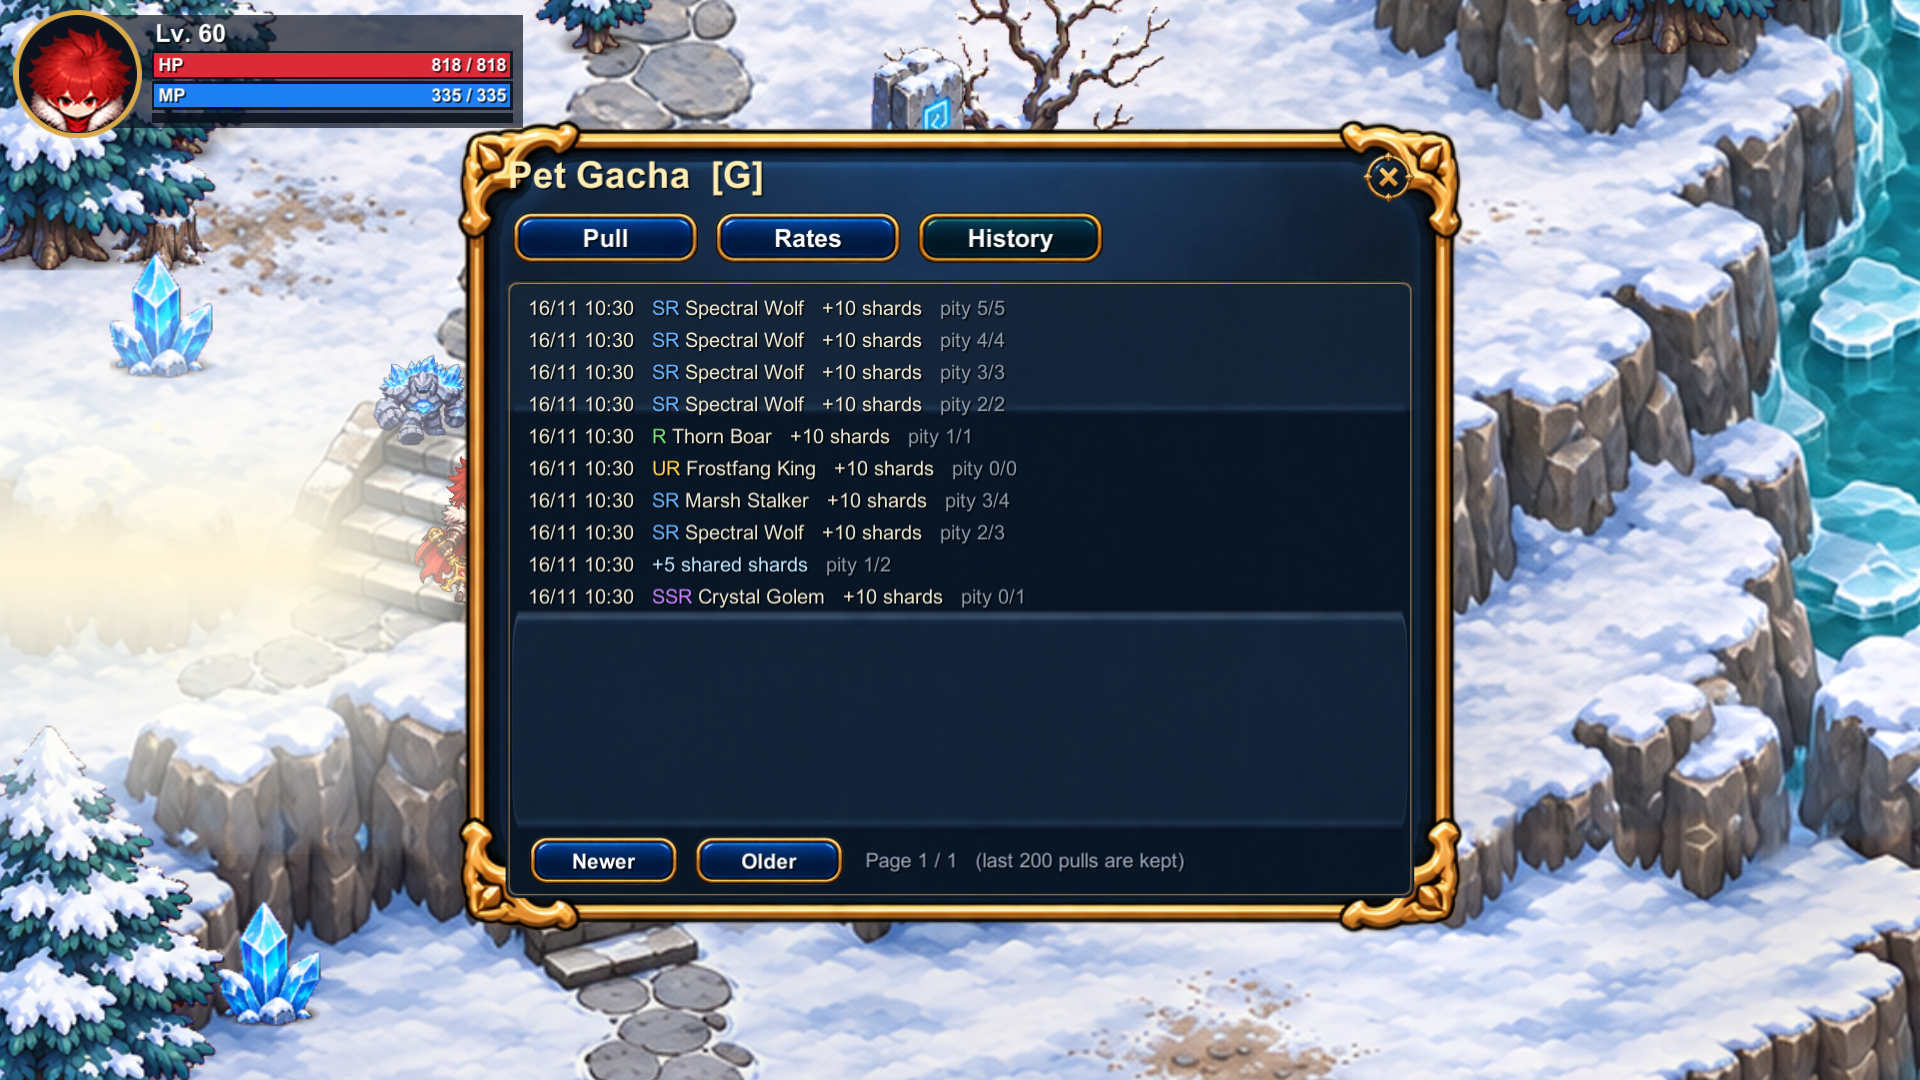 Lv. 60
HP 818 / 818
MP 335 / 335
Pet Gacha [G]
Pull Rates History
16/11 10:30 SR Spectral Wolf +10 shards pity 5/5
16/11 10:30 SR Spectral Wolf +10 shards pity 4/4
16/11 10:30 SR Spectral Wolf +10 shards pity 3/3
16/11 10:30 SR Spectral Wolf +10 shards pity 2/2
16/11 10:30 R Thorn Boar +10 shards pity 1/1
16/11 10:30 UR Frostfang King +10 shards pity 0/0
16/11 10:30 SR Marsh Stalker +10 shards pity 3/4
16/11 10:30 SR Spectral Wolf +10 shards pity 2/3
16/11 10:30 +5 shared shards pity 1/2
16/11 10:30 SSR Crystal Golem +10 shards pity 0/1
Newer Older Page 1 / 1 (last 200 pulls are kept)